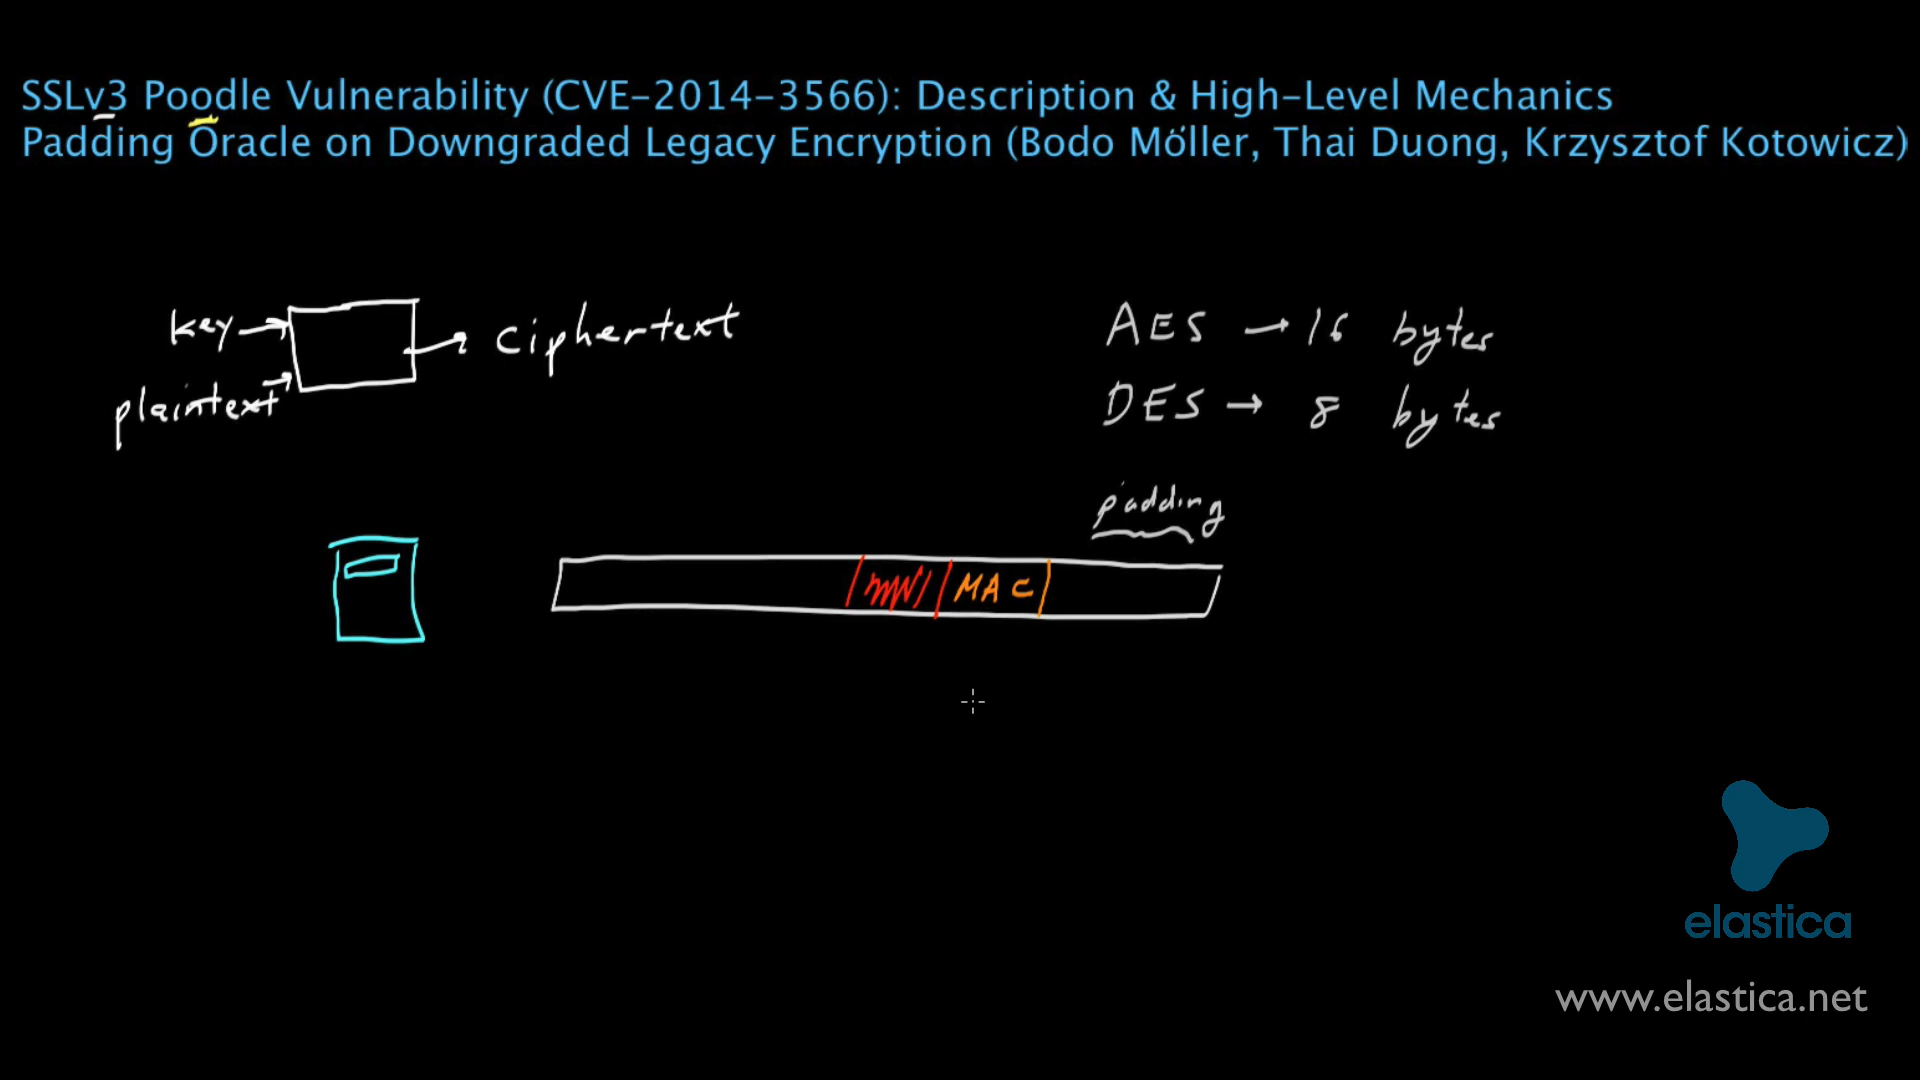 SSLv3 Poodle Vulnerability (CVE-2014-3566): Description & High-Level Mechanics
Padding Oracle on Downgraded Legacy Encryption (Bodo Möller, Thai Duong, Krzysztof Kotowicz)
key
ciphertext
plaintext
AES → 16 bytes
DES → 8 bytes
padding
MAC
elastica
www.elastica.net